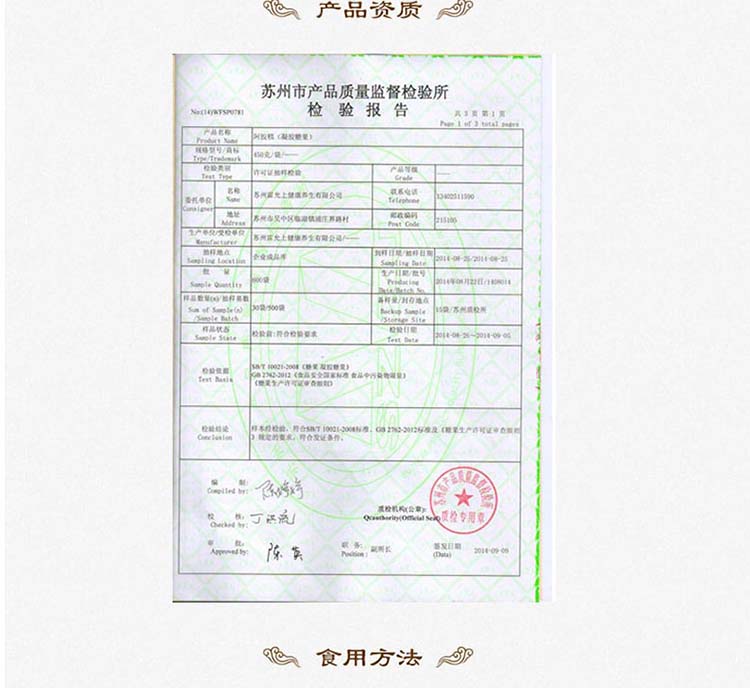 产品资质
苏州市产品质量监督检验所
检 验 报 告
No:(14)WFSP0781
共 3 页 第 1 页
Page 1 of 3 total pages
产品名称 阿胶糕（凝胶糖果）
Product Name
规格型号/商标 450克/袋/——
Type/Trademark
检验类别 许可证抽样检验 产品等级 ——
Test Type Grade
委托单位 名称 苏州雷允上健康养生有限公司 联系电话 13402511590
Consigner Name Telephone
地址 苏州市吴中区临湖镇浦庄界路村 邮政编码 215105
Address Post Code
生产单位/受检单位 苏州雷允上健康养生有限公司/——
Manufacturer
抽样地点 企业成品库 到样日期/抽样日期 2014-08-25/2014-08-25
Sampling Location Sampling Date
批 量 600袋 生产日期/批号 2014年08月22日/1408014
Sample Quantity Producing Date/Batch No.
样品数量(n)/抽样基数 30袋/500袋 备样量/封存地点 15袋/苏州质检所
Sum of Sample(n) Backup Sample
/Sample Batch /Storage Site
样品状态 检验前:符合检验要求 检验日期 2014-08-26～2014-09-05
Sample State Test Data
检验依据 SB/T 10021-2008《糖果 凝胶糖果》
Test Basis GB 2762-2012《食品安全国家标准 食品中污染物限量》
《糖果生产许可证审查细则》
检验结论 样本经检验，符合SB/T 10021-2008标准、GB 2762-2012标准及《糖果生产许可证审查细则
Conclusion 》规定的要求，符合发证条件。
编 制:
Compiled by: 陈婷婷
质检机构(公章):
Qcauthority(Official Seal)
苏州市产品质量监督检验所
质检专用章
校 核:
Checked by:
审 批:
Approved by: 陈英
职 务: 副所长
Position :
签发日期
(Data) 2014-09-09
食用方法